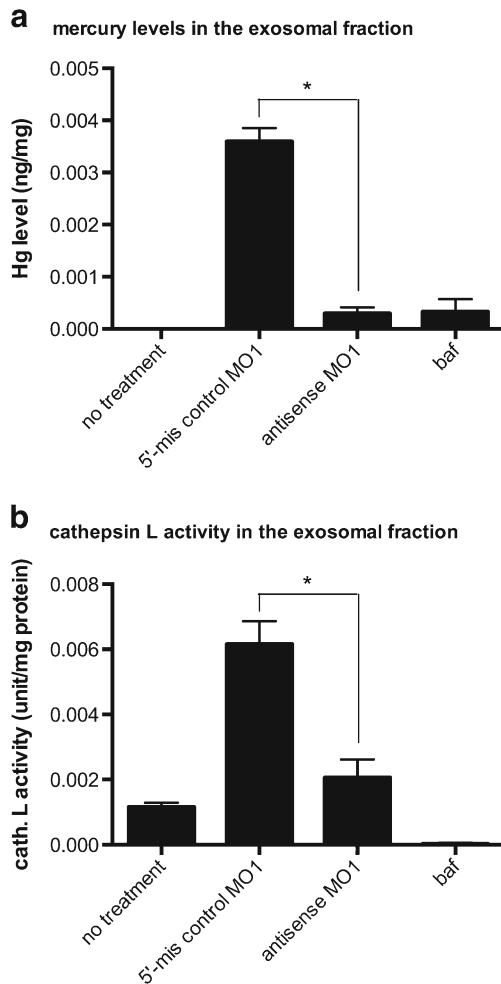 a
mercury levels in the exosomal fraction
Hg level (ng/mg)
0.005
0.004
0.003
0.002
0.001
0.000
*
no treatment
5'-mis control MO1
antisense MO1
baf
b
cathepsin L activity in the exosomal fraction
cath. L activity (unit/mg protein)
0.008
0.006
0.004
0.002
0.000
*
no treatment
5'-mis control MO1
antisense MO1
baf